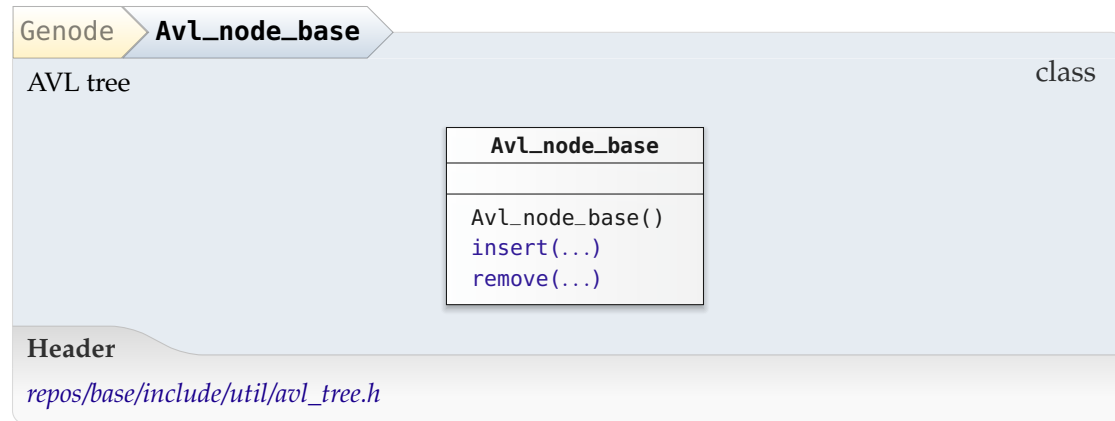 Genode Avl_node_base
AVL tree
class
Avl_node_base
Avl_node_base()
insert(...)
remove(...)
Header
repos/base/include/util/avl_tree.h